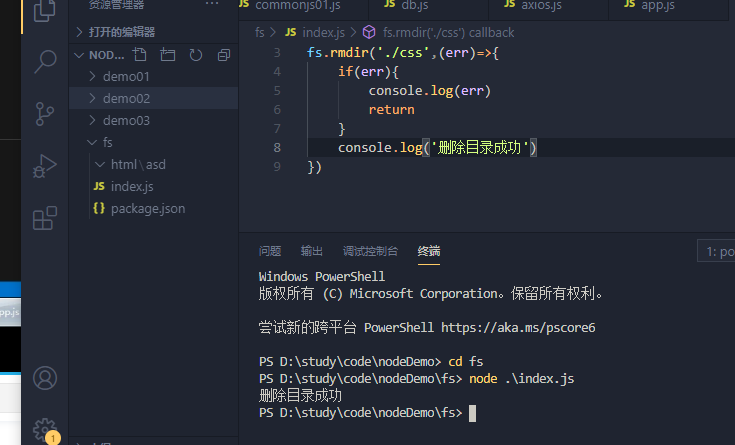 资源管理器
commonjs01.js
db.js
axios.js
app.js
打开的编辑器
NOD...
demo01
demo02
demo03
fs
html\asd
index.js
package.json
fs > JS index.js > fs.rmdir('./css') callback
3 fs.rmdir('./css',(err)=>{
4 if(err){
5 console.log(err)
6 return
7 }
8 console.log('删除目录成功')
9 })
问题 输出 调试控制台 终端
1: po
Windows PowerShell
版权所有 (C) Microsoft Corporation。保留所有权利。
尝试新的跨平台 PowerShell https://aka.ms/pscore6
PS D:\study\code\nodeDemo> cd fs
PS D:\study\code\nodeDemo\fs> node .\index.js
删除目录成功
PS D:\study\code\nodeDemo\fs>
pp.js
1